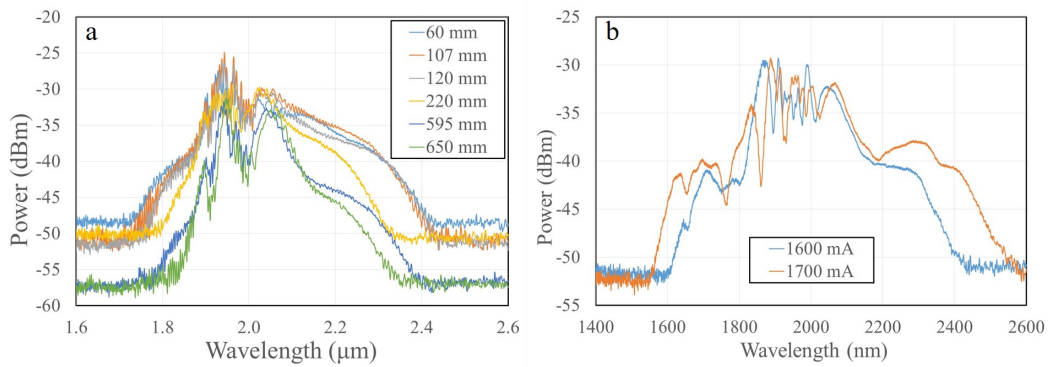 a
-20
-25
-30
-35
-40
-45
-50
-55
-60
Power (dBm)
60 mm
107 mm
120 mm
220 mm
595 mm
650 mm
1.6 1.8 2.0 2.2 2.4 2.6
Wavelength (μm)
b
-25
-30
-35
-40
-45
-50
-55
Power (dBm)
1600 mA
1700 mA
1400 1600 1800 2000 2200 2400 2600
Wavelength (nm)